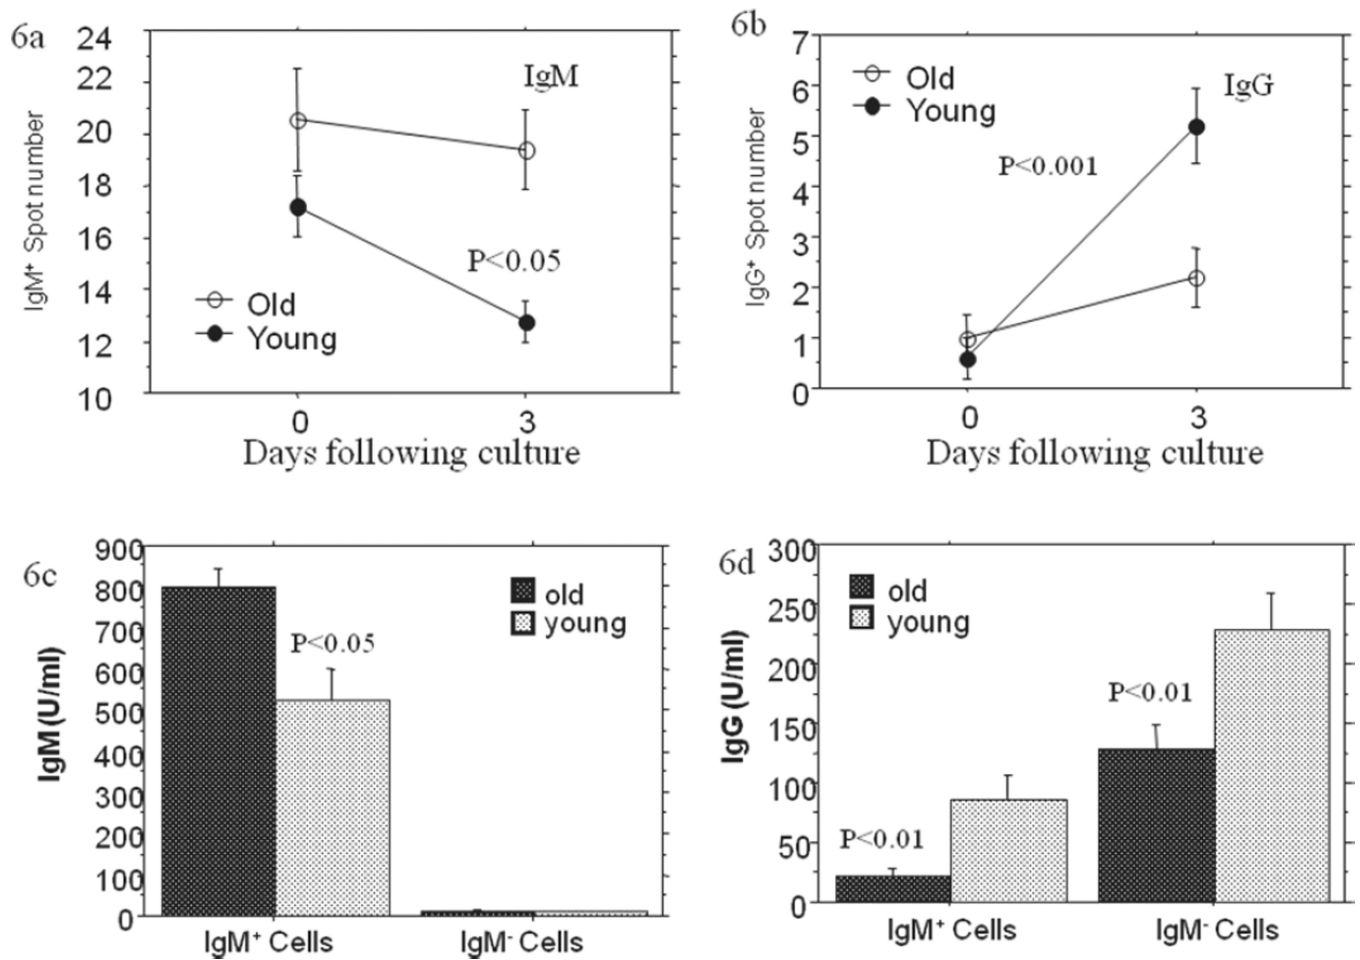 6a
24
22
20
18
16
14
12
10
IgM⁺ Spot number
IgM
P<0.05
Old
Young
0
3
Days following culture
6b
7
6
5
4
3
2
1
0
IgG⁺ Spot number
Old
Young
IgG
P<0.001
0
3
Days following culture
6c
900
800
700
600
500
400
300
200
100
0
IgM (U/ml)
old
young
P<0.05
IgM⁺ Cells
IgM⁻ Cells
6d
300
250
200
150
100
50
0
IgG (U/ml)
old
young
P<0.01
P<0.01
IgM⁺ Cells
IgM⁻ Cells